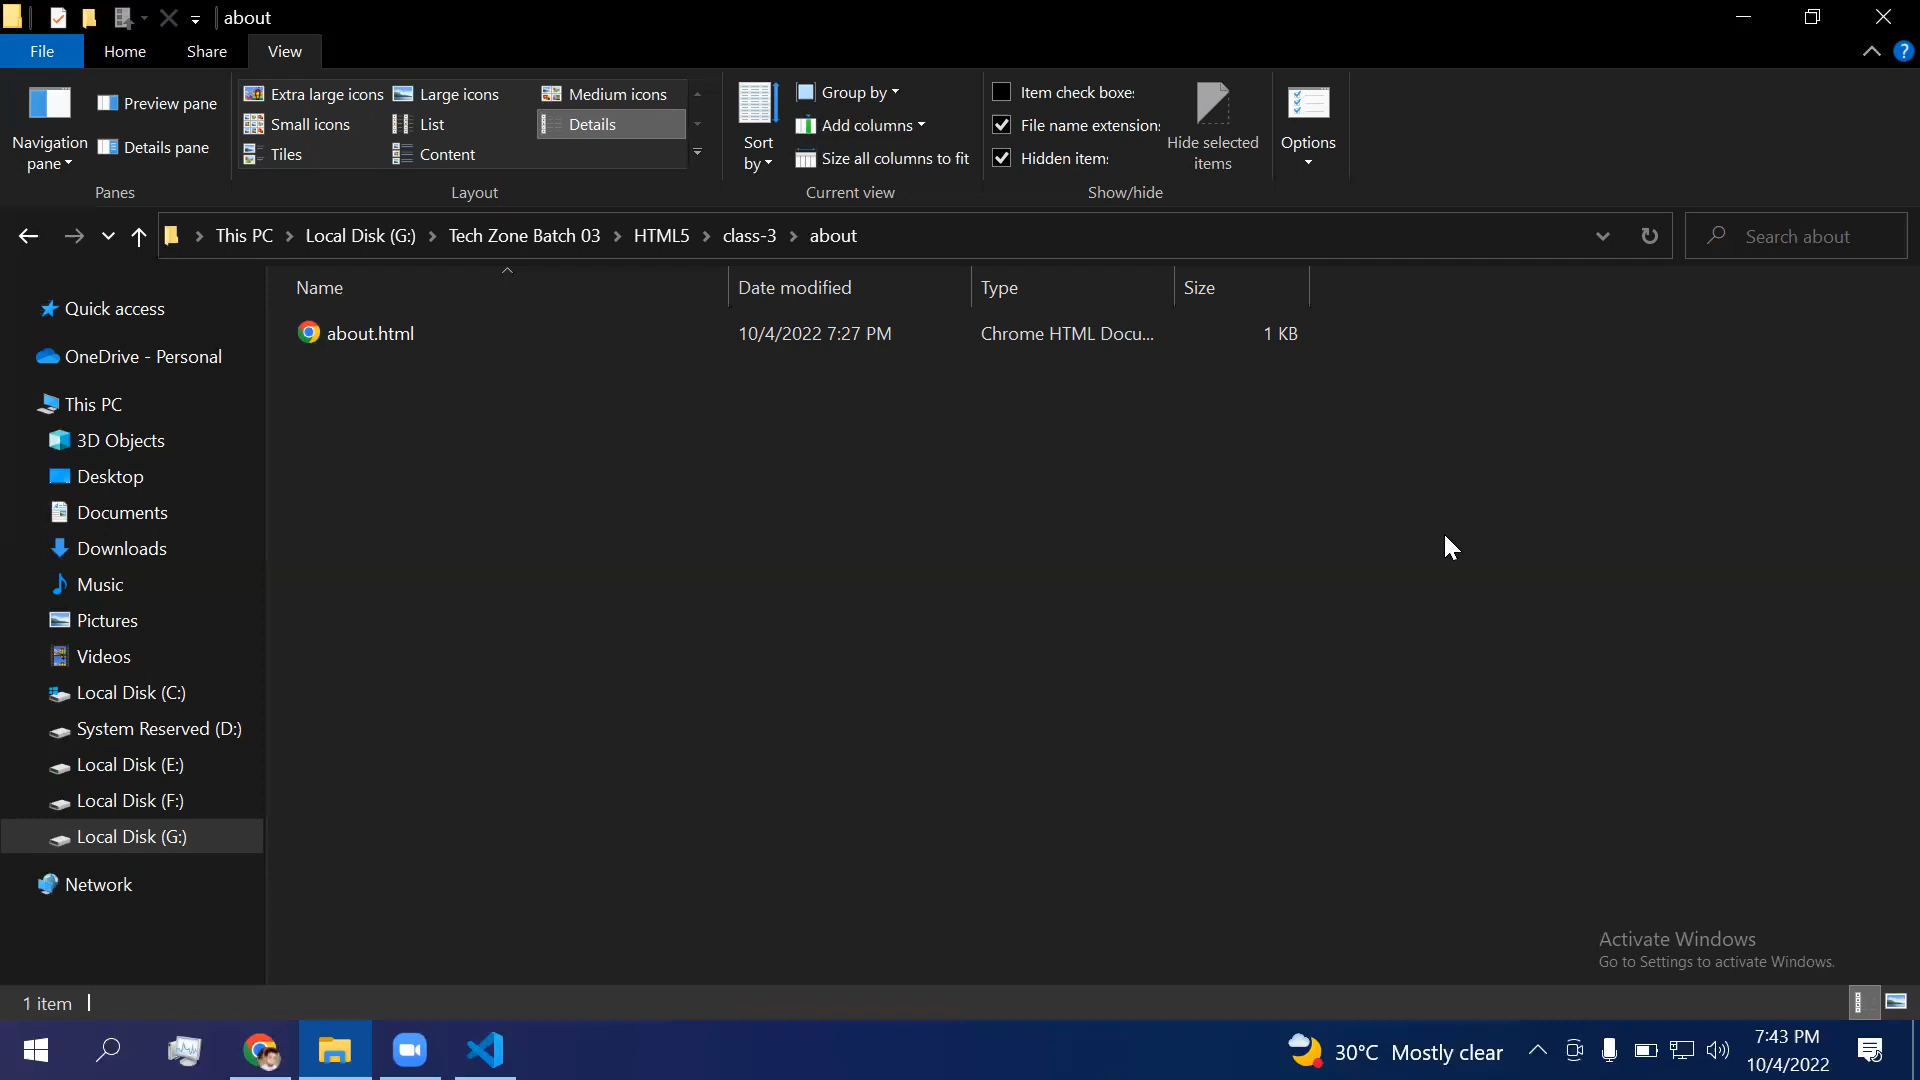 about
File Home Share View
Navigation pane
Preview pane
Details pane
Panes
Extra large icons Large icons Medium icons
Small icons List Details
Tiles Content
Layout
Sort by
Group by
Add columns
Size all columns to fit
Current view
Item check boxes
File name extensions
Hidden items
Show/hide
Hide selected items
Options
This PC Local Disk (G:) Tech Zone Batch 03 HTML5 class-3 about
Search about
Name Date modified Type Size
about.html 10/4/2022 7:27 PM Chrome HTML Docu... 1 KB
Quick access
OneDrive - Personal
This PC
3D Objects
Desktop
Documents
Downloads
Music
Pictures
Videos
Local Disk (C:)
System Reserved (D:)
Local Disk (E:)
Local Disk (F:)
Local Disk (G:)
Network
Activate Windows
Go to Settings to activate Windows.
1 item
30°C Mostly clear
7:43 PM
10/4/2022